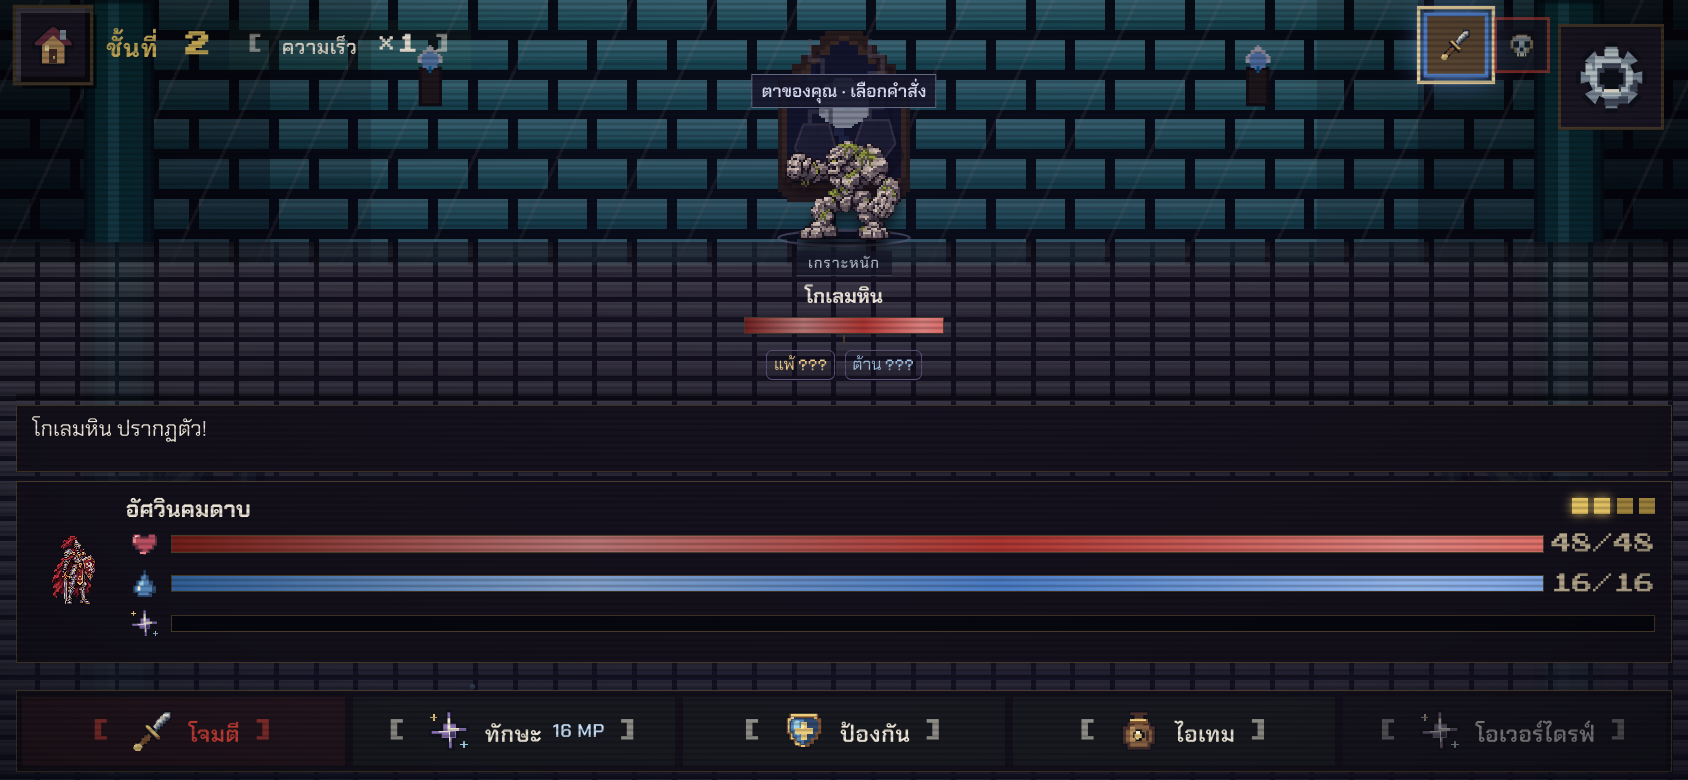 ชั้นที่ 2 [ ความเร็ว ×1 ]
ตาของคุณ · เลือกคำสั่ง
เกราะหนัก
โกเลมหิน
แพ้ ??? ต้าน ???
โกเลมหิน ปรากฏตัว!
อัศวินคมดาบ
48/48
16/16
[ โจมตี ] [ ทักษะ 16 MP ] [ ป้องกัน ] [ ไอเทม ] [ โอเวอร์ไดรฟ์ ]